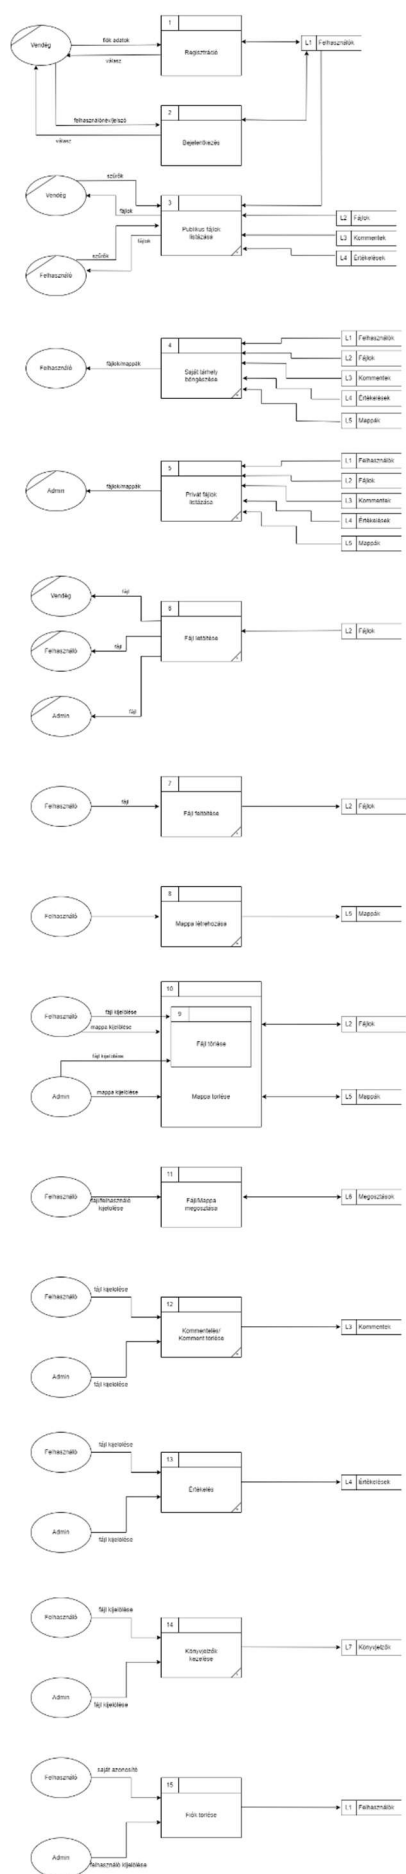 1
Vendég
fiók adatok
válasz
Regisztráció
L1 Felhasználók
2
felhasználónév/jelszó
válasz
Bejelentkezés
szűrők
Vendég
3
fájlok
Publikus fájlok
listázása
L2 Fájlok
L3 Kommentek
L4 Értékelések
szűrők
fájlok
Felhasználó
4
Felhasználó
fájlok/mappák
Saját tárhely
böngészése
L1 Felhasználók
L2 Fájlok
L3 Kommentek
L4 Értékelések
L5 Mappák
5
Admin
fájlok/mappák
Privát fájlok
listázása
L1 Felhasználók
L2 Fájlok
L3 Kommentek
L4 Értékelések
L5 Mappák
Vendég
fájl
6
Felhasználó
fájl
Fájl letöltése
L2 Fájlok
Admin
fájl
7
Felhasználó
fájl
Fájl feltöltése
L2 Fájlok
8
Felhasználó
Mappa létrehozása
L5 Mappák
10
9
Felhasználó
fájl kijelölése
mappa kijelölése
Fájl törlése
L2 Fájlok
fájl kijelölése
Admin
mappa kijelölése
Mappa törlése
L5 Mappák
11
Felhasználó
fájl/felhasználó
kijelölése
Fájl/Mappa
megosztása
L6 Megosztások
Felhasználó
fájl kijelölése
12
Kommentelés/
Komment törlése
L3 Kommentek
Admin
fájl kijelölése
Felhasználó
fájl kijelölése
13
Értékelés
L4 Értékelések
Admin
fájl kijelölése
Felhasználó
fájl kijelölése
14
Könyvjelzők
kezelése
L7 Könyvjelzők
Admin
fájl kijelölése
Felhasználó
saját azonosító
15
Fiók törlése
L1 Felhasználók
Admin
felhasználó kijelölése